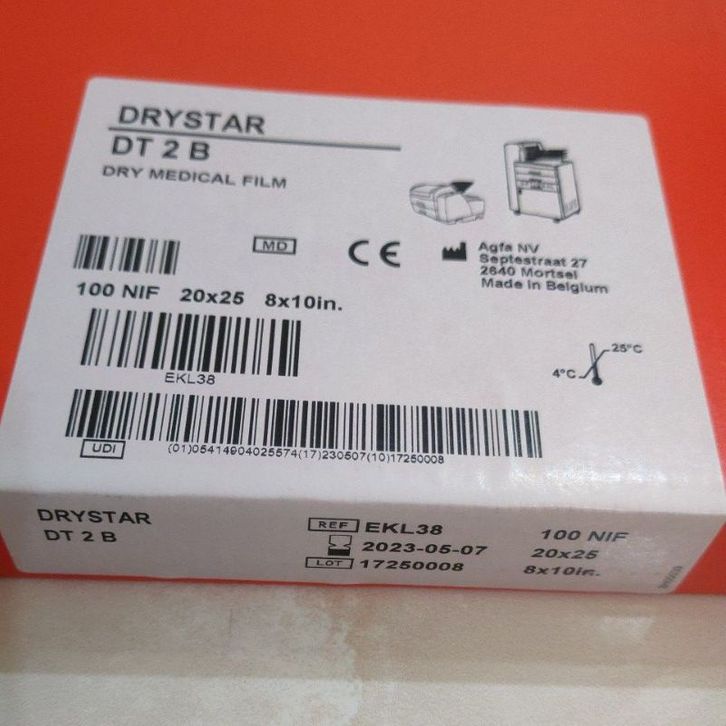 DRYSTAR
DT 2 B
DRY MEDICAL FILM
MD
CE
Agfa NV
Septestraat 27
2640 Mortsel
Made in Belgium
100 NIF 20x25 8x10in.
EKL38
25°C
4°C
UDI
(01)05414904025574(17)230507(10)17250008
DRYSTAR
DT 2 B
REF EKL38
2023-05-07
LOT 17250008
100 NIF
20x25
8x10in.